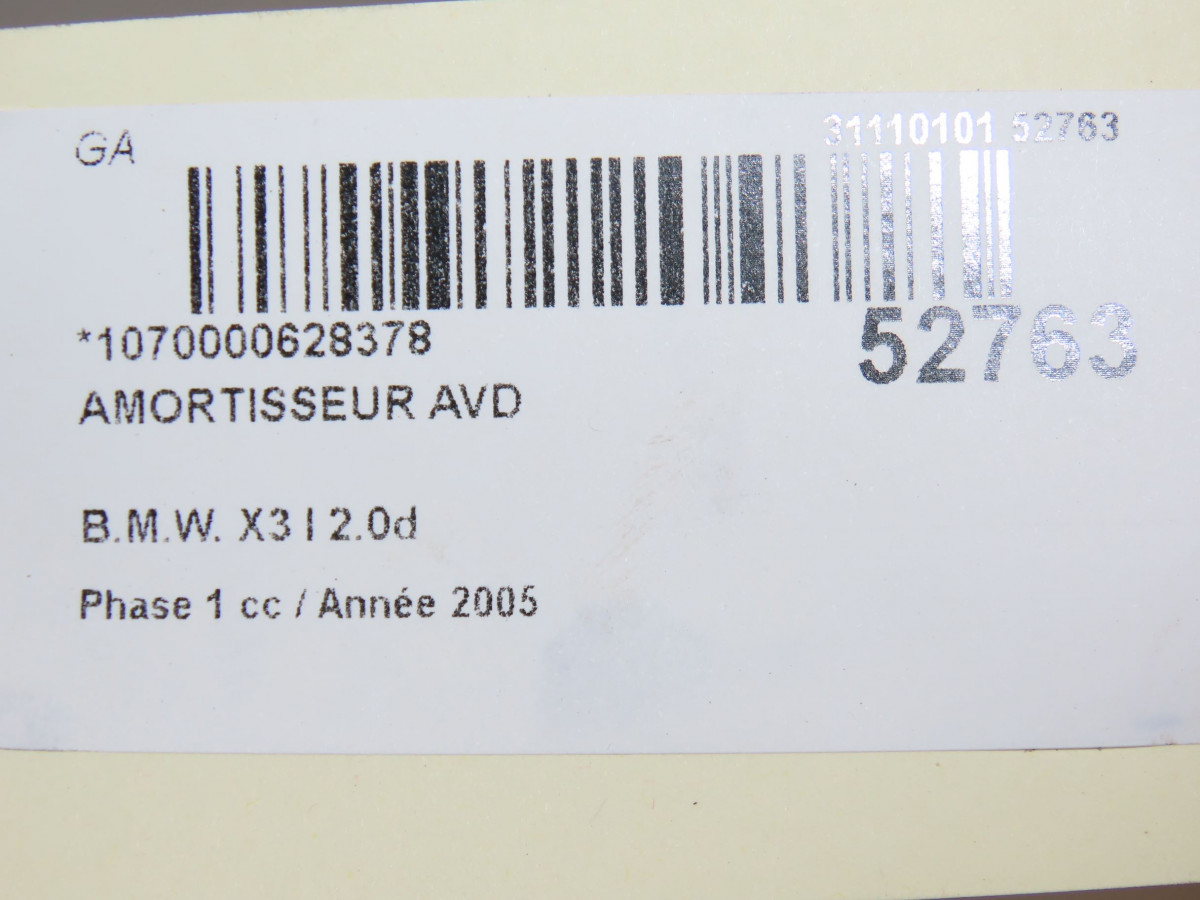 GA
31110101 52763
*1070000628378
52763
AMORTISSEUR AVD
B.M.W. X3 I 2.0d
Phase 1 cc / Année 2005